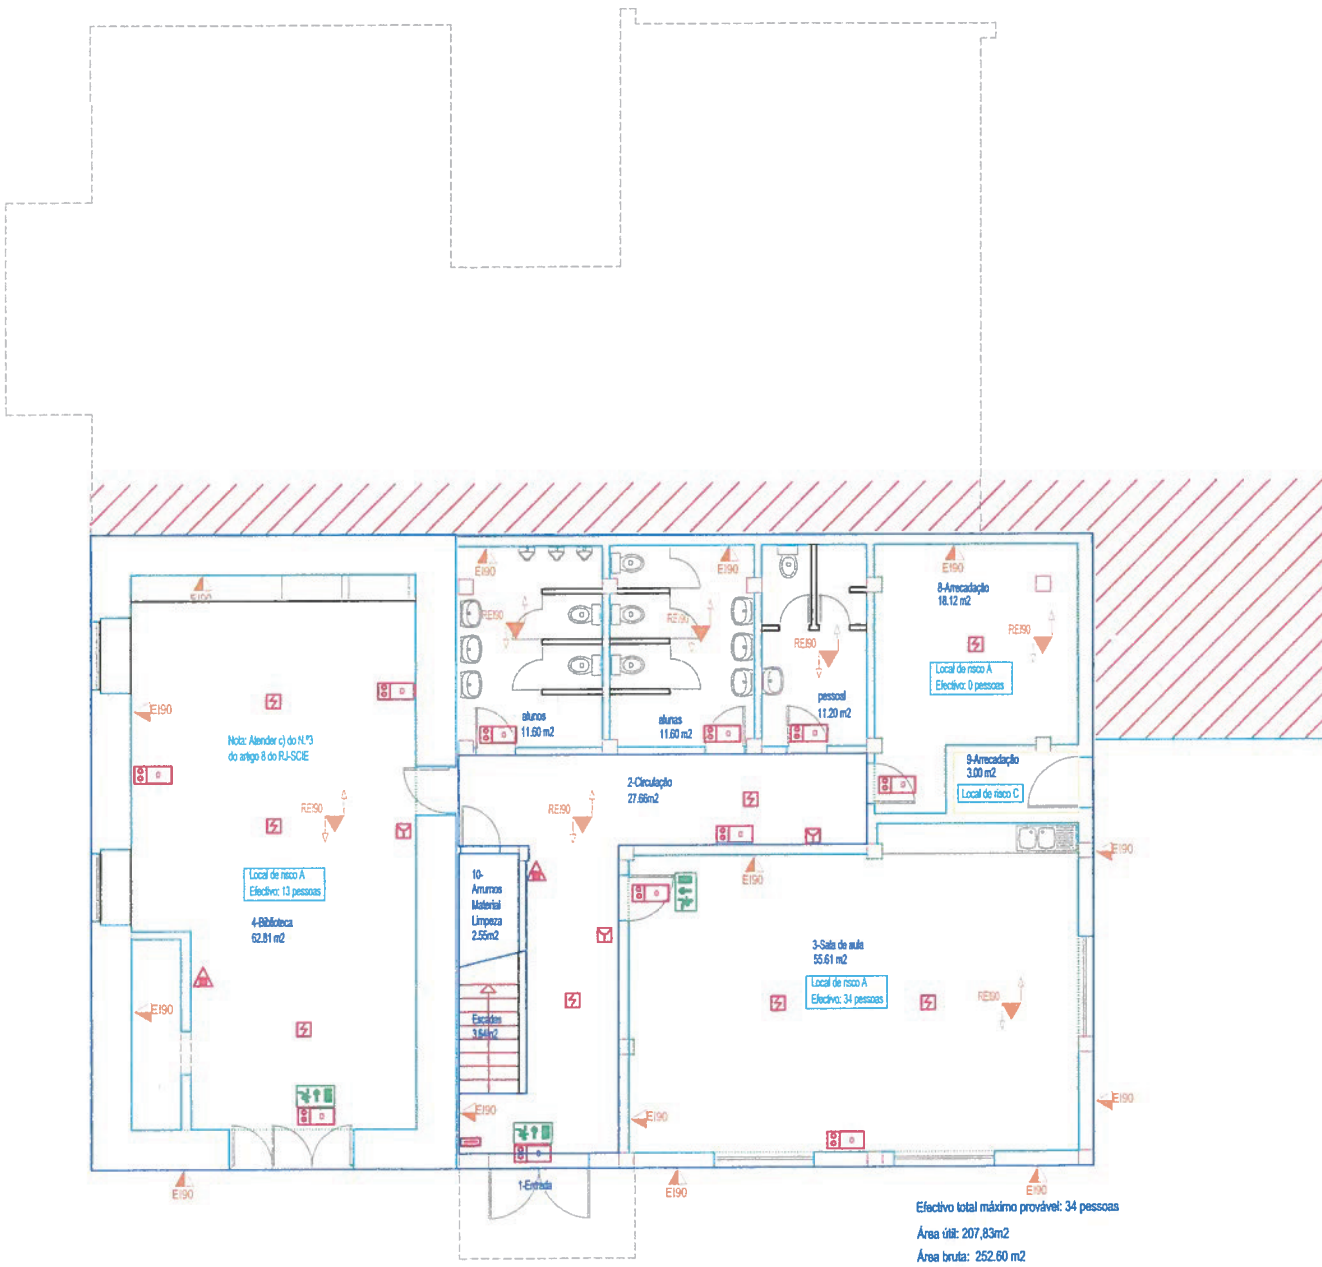 EI90
EI90
EI90
EI90
8-Arrecadação
18.12 m2
REI90
REI90
REI90
REI90
Local de risco A
Efectivo: 0 pessoas
EI90
pessoal
11.20 m2
alunos
11.60 m2
alunas
11.60 m2
Nota: Atender c) do N.º3
do artigo 8 do RJ-SCIE
9-Arrecadação
3.00 m2
Local de risco C
2-Circulação
27.66m2
REI90
REI90
EI90
EI90
Local de risco A
Efectivo: 13 pessoas
4-Biblioteca
62.81 m2
10-
Arrumos
Material
Limpeza
2.55m2
3-Sala de aula
55.61 m2
Local de risco A
Efectivo: 34 pessoas
REI90
EI90
Escadas
3.64m2
EI90
EI90
EI90
1-Entrada
EI90
EI90
EI90
Efectivo total máximo provável: 34 pessoas
Área útil: 207,83m2
Área bruta: 252.60 m2